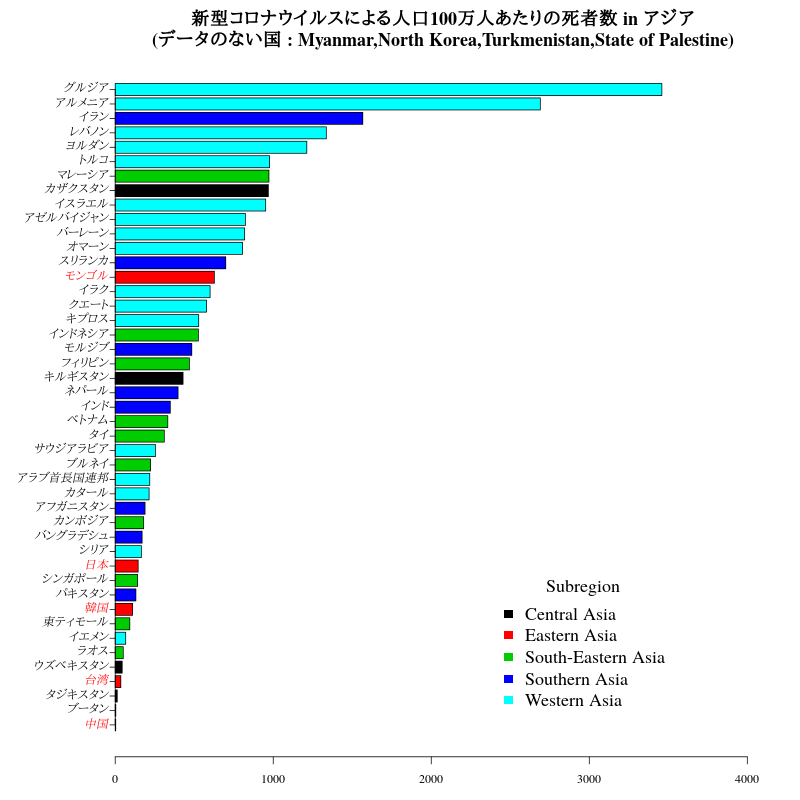 新型コロナウイルスによる人口100万人あたりの死者数 in アジア
(データのない国 : Myanmar,North Korea,Turkmenistan,State of Palestine)
グルジア
アルメニア
イラン
レバノン
ヨルダン
トルコ
マレーシア
カザクスタン
イスラエル
アゼルバイジャン
バーレーン
オマーン
スリランカ
モンゴル
イラク
クエート
キプロス
インドネシア
モルジブ
フィリピン
キルギスタン
ネパール
インド
ベトナム
タイ
サウジアラビア
ブルネイ
アラブ首長国連邦
カタール
アフガニスタン
カンボジア
バングラデシュ
シリア
日本
シンガポール
パキスタン
韓国
東ティモール
イエメン
ラオス
ウズベキスタン
台湾
タジキスタン
ブータン
中国
Subregion
Central Asia
Eastern Asia
South-Eastern Asia
Southern Asia
Western Asia
0 1000 2000 3000 4000